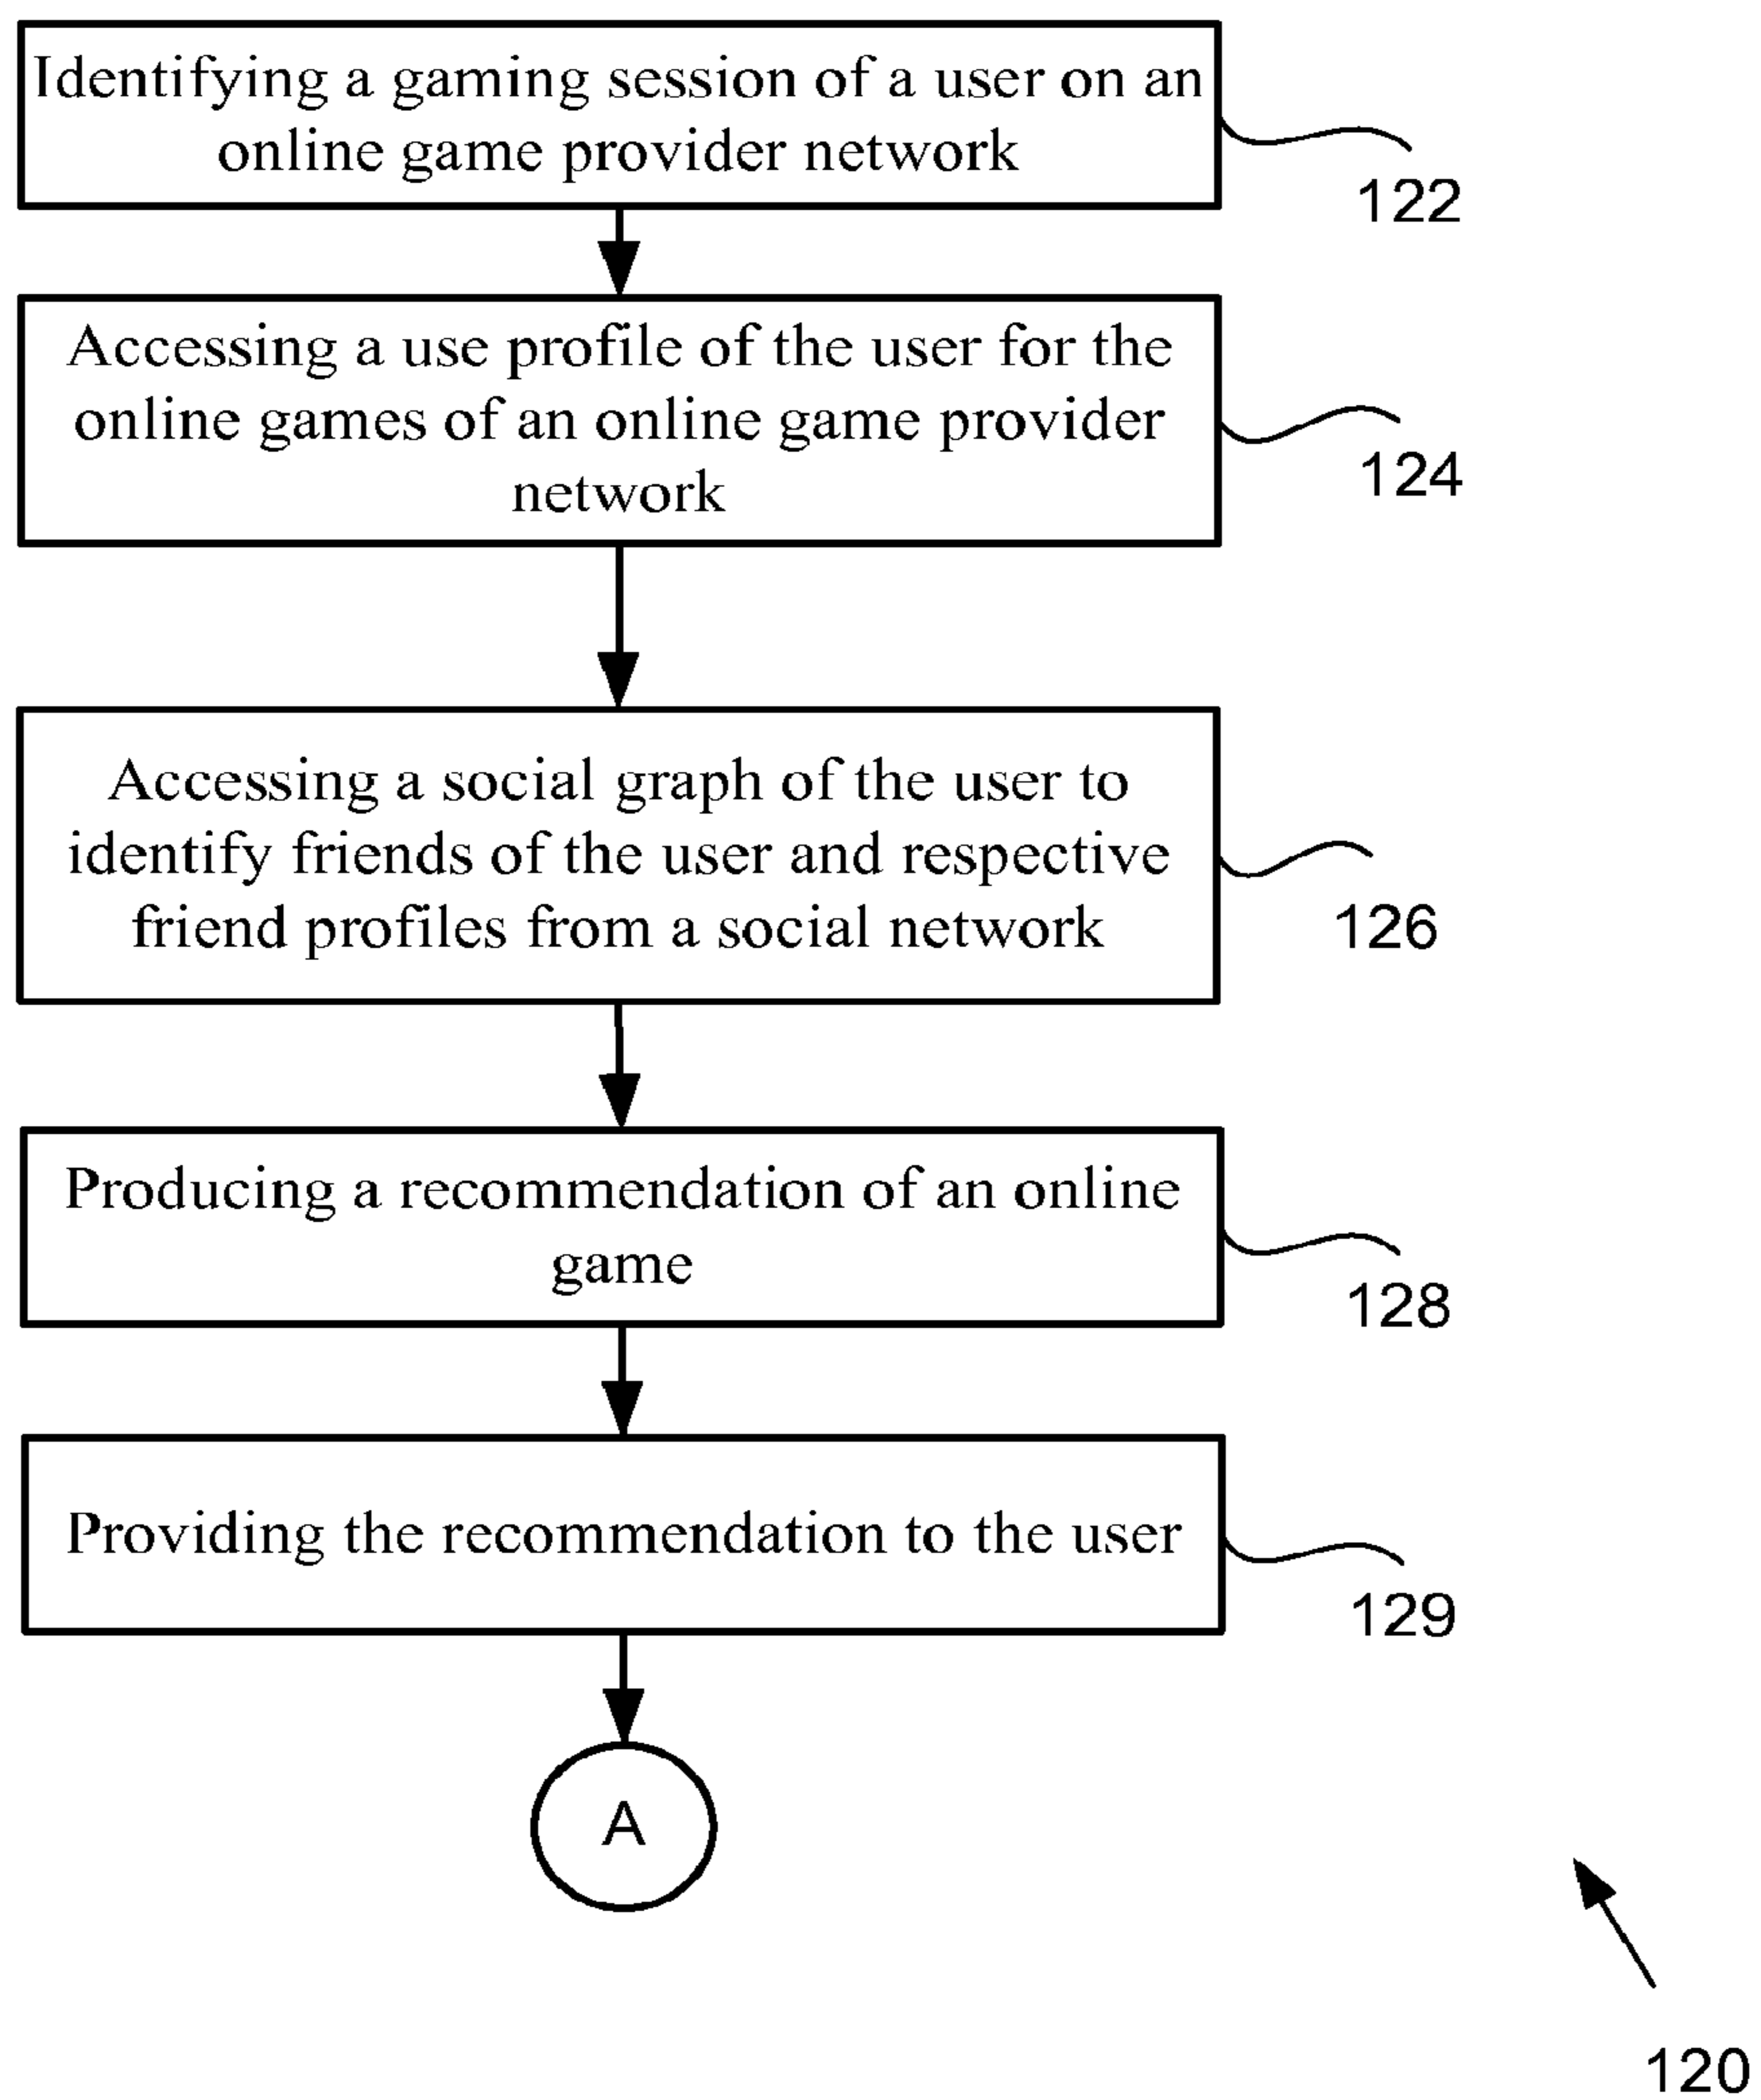 Identifying a gaming session of a user on an
online game provider network
122
Accessing a use profile of the user for the
online games of an online game provider
network
124
Accessing a social graph of the user to
identify friends of the user and respective
friend profiles from a social network
126
Producing a recommendation of an online
game
128
Providing the recommendation to the user
129
A
120